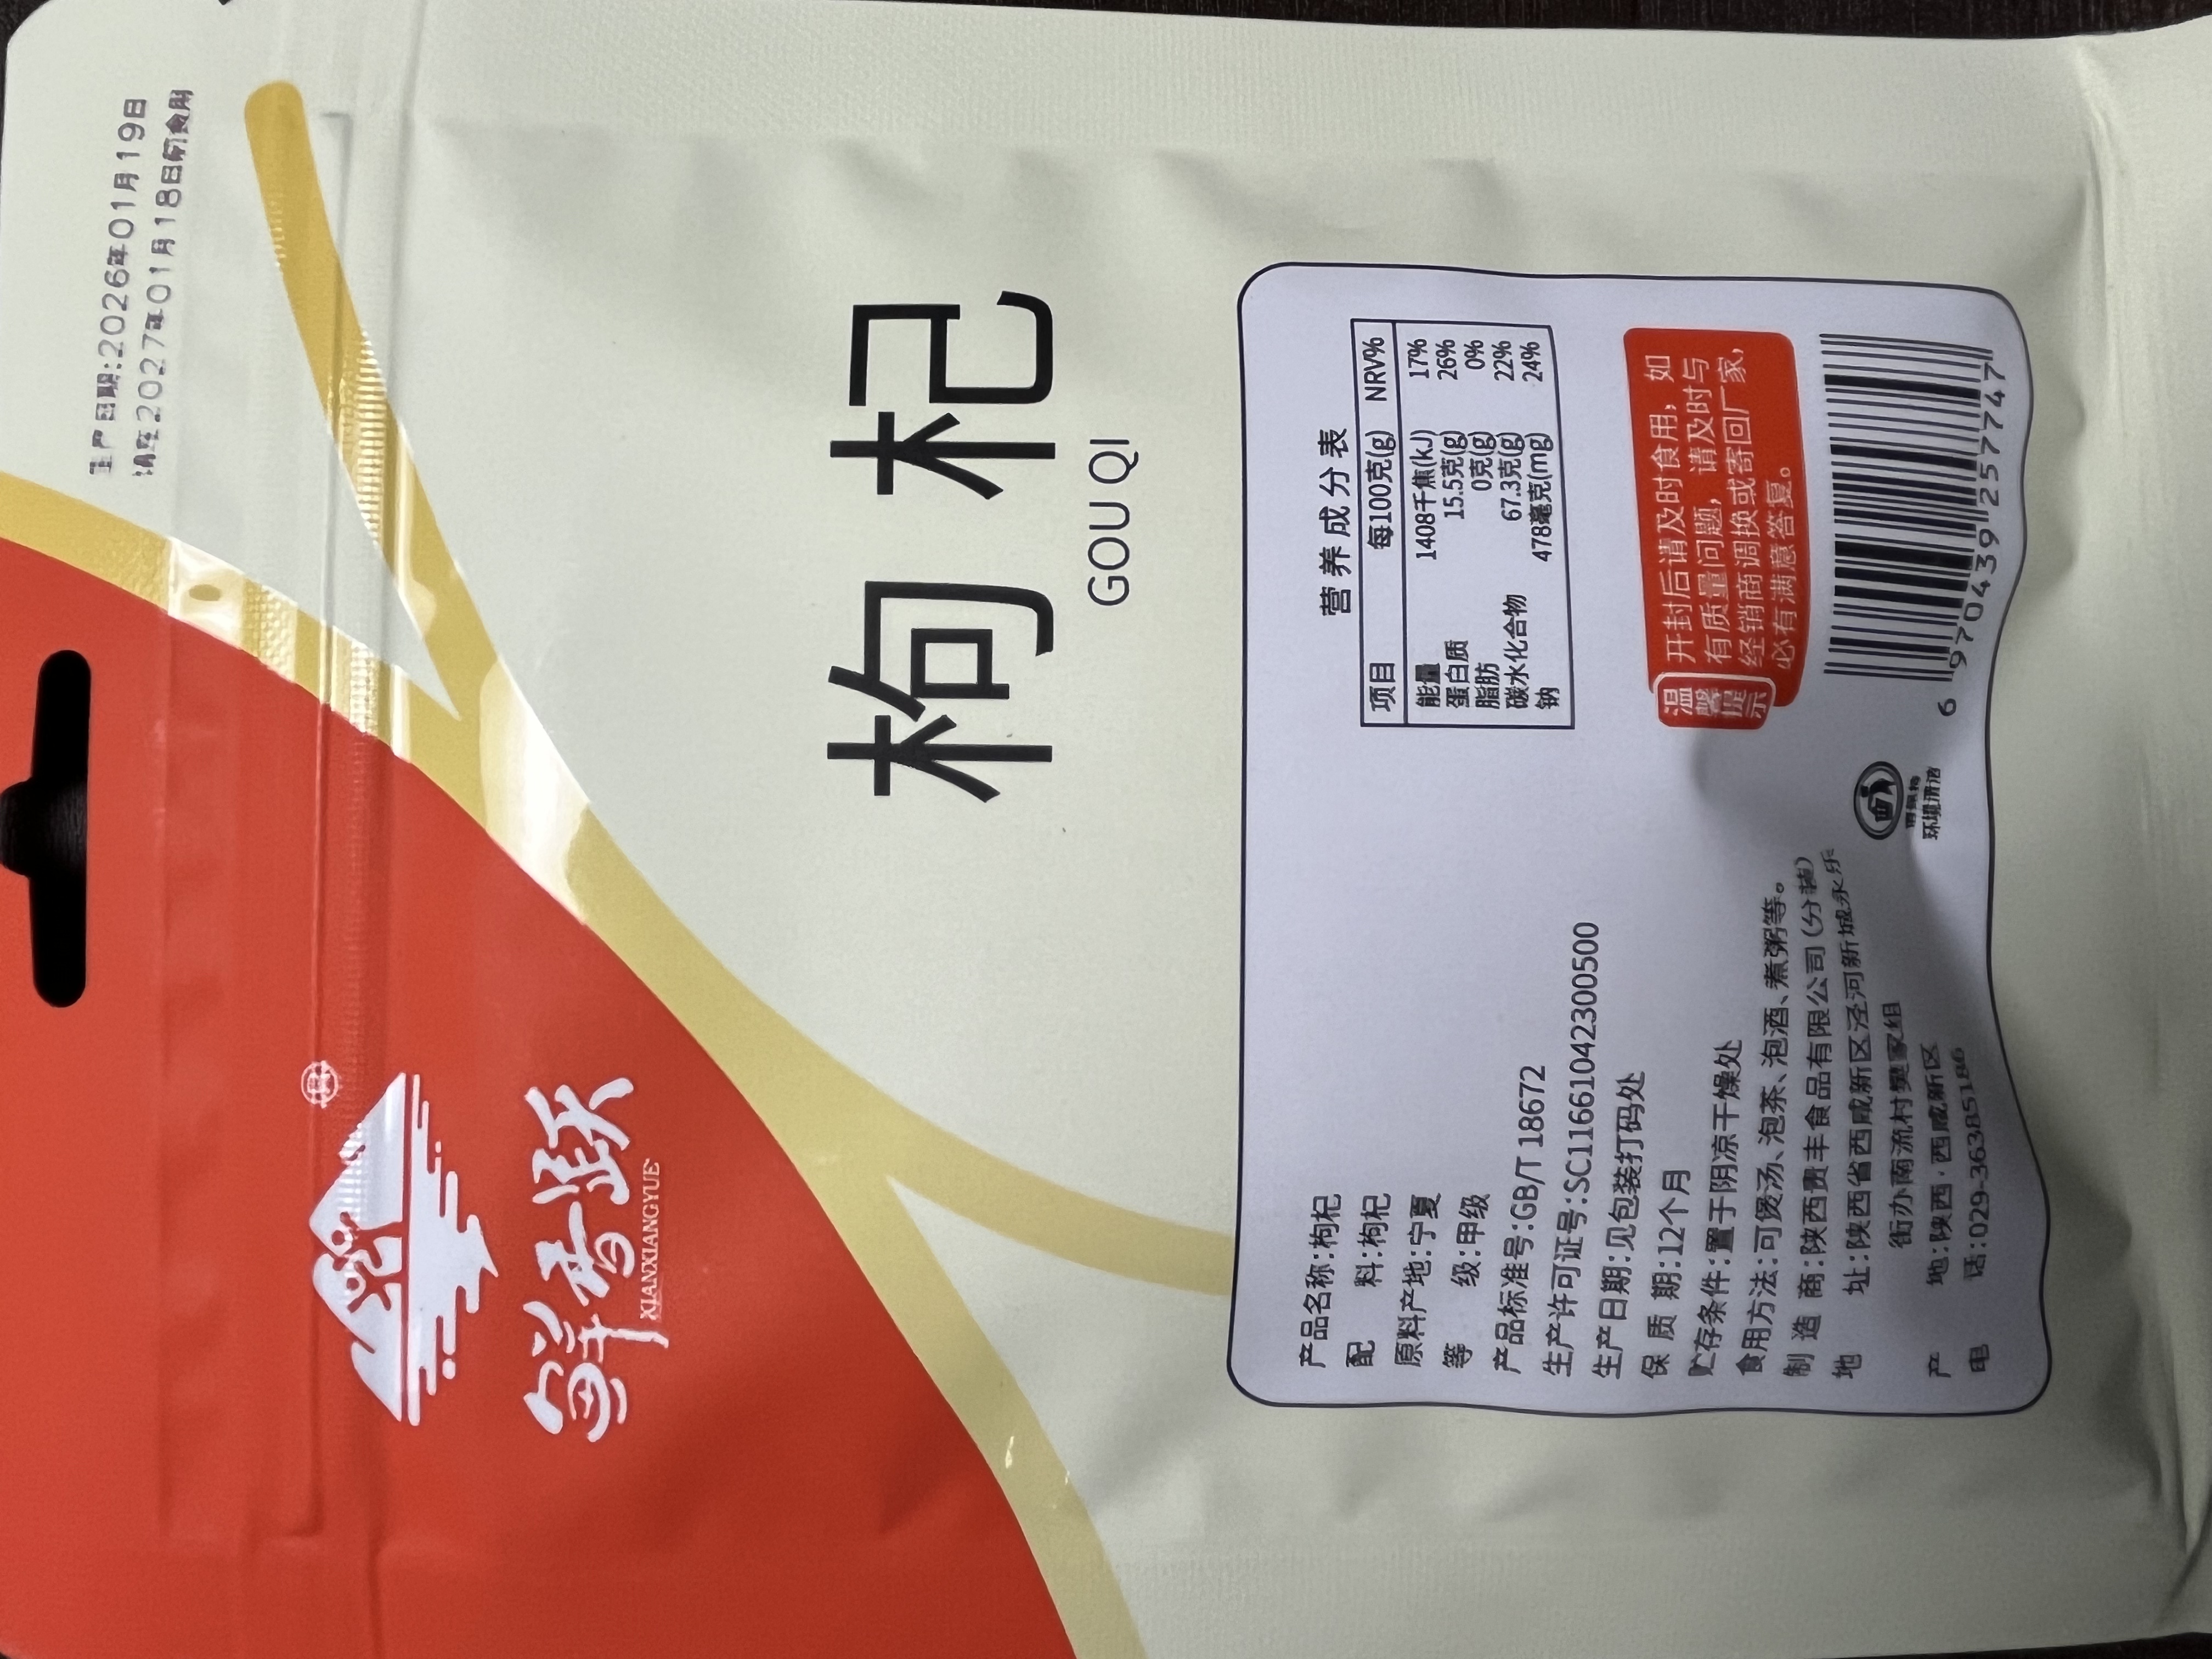 生产日期:2026年01月19日
请在2027年01月18日前食用
鲜香跃
XIANXIANGYUE
枸杞
GOU QI
产品名称:枸杞
配 料:枸杞
原料产地:宁夏
等 级:甲级
产品标准号:GB/T 18672
生产许可证号:SC11661042300500
生产日期:见包装打码处
保 质 期:12个月
贮存条件:置于阴凉干燥处
食用方法:可煲汤、泡茶、泡酒、煮粥等。
制 造 商:陕西贵丰食品有限公司(分装)
地 址:陕西省西咸新区泾河新城永乐
街办南流村樊家组
产 地:陕西·西咸新区
电 话:029-36385186
营养成分表
项目 每100克(g) NRV%
能量 1408千焦(kJ) 17%
蛋白质 15.5克(g) 26%
脂肪 0克(g) 0%
碳水化合物 67.3克(g) 22%
钠 478毫克(mg) 24%
温馨提示
开封后请及时食用,如
有质量问题,请及时与
经销商调换或寄回厂家,
必有满意答复。
环境清洁
6 970439 257747